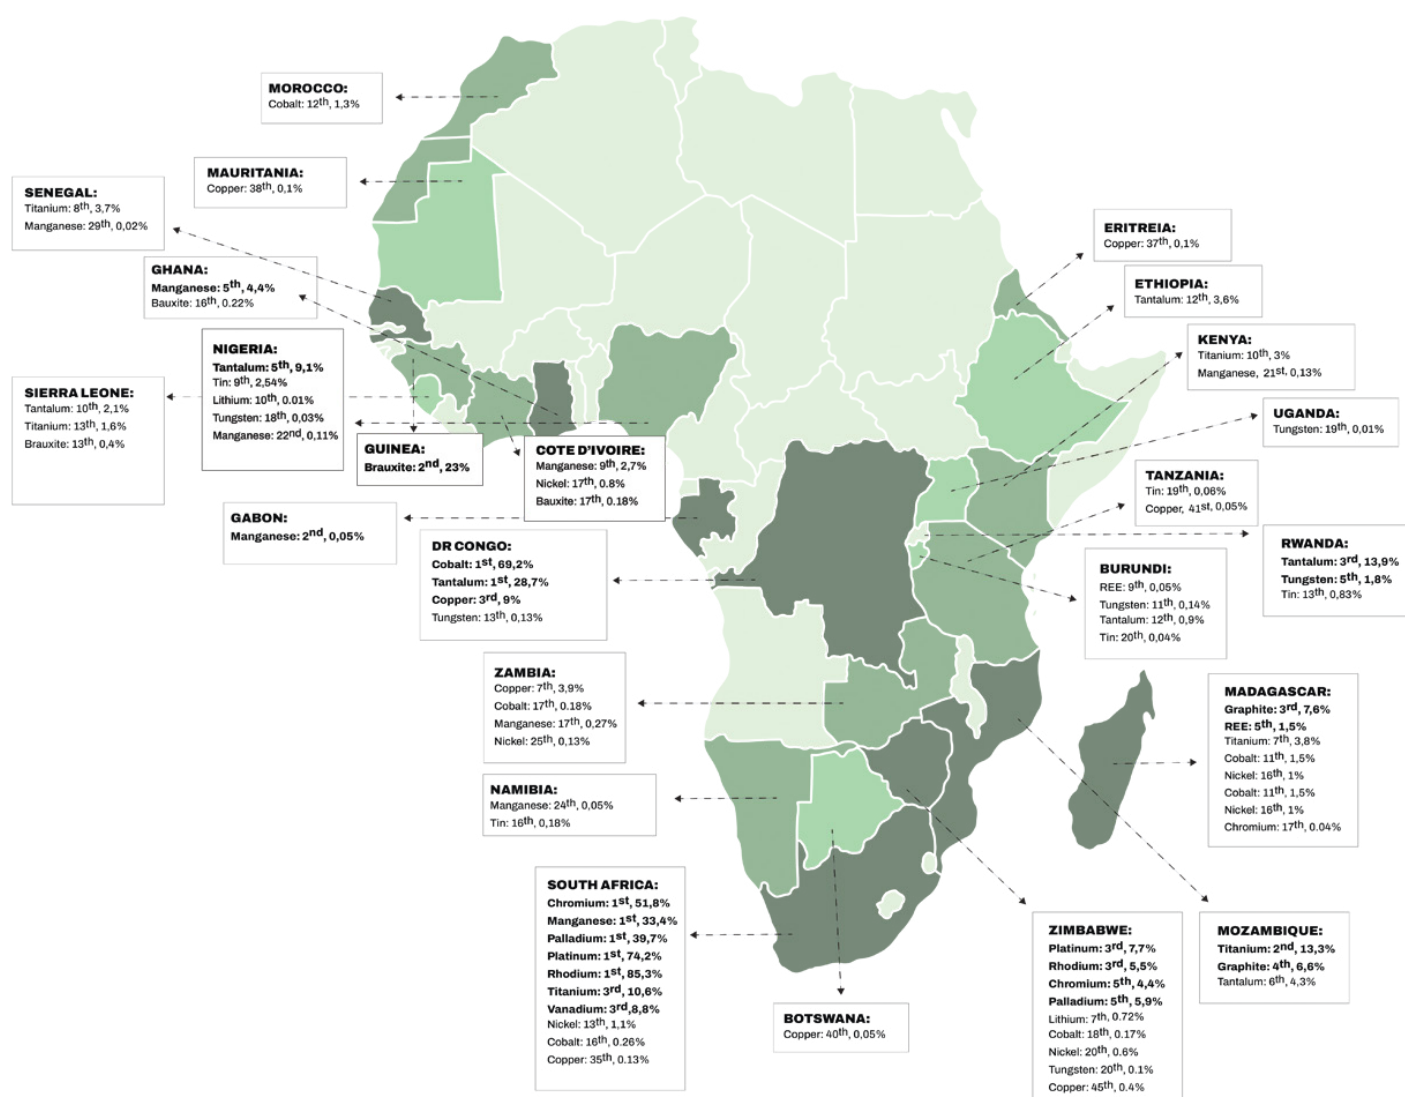 MOROCCO:
Cobalt: 12th, 1,3%
MAURITANIA:
Copper: 38th, 0,1%
SENEGAL:
Titanium: 8th, 3,7%
Manganese: 29th, 0,02%
GHANA:
Manganese: 5th, 4,4%
Bauxite: 16th, 0.22%
NIGERIA:
Tantalum: 5th, 9,1%
Tin: 9th, 2,54%
Lithium: 10th, 0.01%
Tungsten: 18th, 0,03%
Manganese: 22nd, 0,11%
SIERRA LEONE:
Tantalum: 10th, 2,1%
Titanium: 13th, 1,6%
Brauxite: 13th, 0,4%
GUINEA:
Brauxite: 2nd, 23%
COTE D'IVOIRE:
Manganese: 9th, 2,7%
Nickel: 17th, 0.8%
Bauxite: 17th, 0.18%
GABON:
Manganese: 2nd, 0,05%
DR CONGO:
Cobalt: 1st, 69,2%
Tantalum: 1st, 28,7%
Copper: 3rd, 9%
Tungsten: 13th, 0,13%
ZAMBIA:
Copper: 7th, 3,9%
Cobalt: 17th, 0.18%
Manganese: 17th, 0,27%
Nickel: 25th, 0,13%
NAMIBIA:
Manganese: 24th, 0,05%
Tin: 16th, 0,18%
SOUTH AFRICA:
Chromium: 1st, 51,8%
Manganese: 1st, 33,4%
Palladium: 1st, 39,7%
Platinum: 1st, 74,2%
Rhodium: 1st, 85,3%
Titanium: 3rd, 10,6%
Vanadium: 3rd,8,8%
Nickel: 13th, 1,1%
Cobalt: 16th, 0.26%
Copper: 35th, 0.13%
BOTSWANA:
Copper: 40th, 0,05%
ERITREIA:
Copper: 37th, 0,1%
ETHIOPIA:
Tantalum: 12th, 3,6%
KENYA:
Titanium: 10th, 3%
Manganese, 21st, 0,13%
UGANDA:
Tungsten: 19th, 0,01%
TANZANIA:
Tin: 19th, 0,06%
Copper, 41st, 0,05%
RWANDA:
Tantalum: 3rd, 13,9%
Tungsten: 5th, 1,8%
Tin: 13th, 0,83%
BURUNDI:
REE: 9th, 0,05%
Tungsten: 11th, 0,14%
Tantalum: 12th, 0,9%
Tin: 20th, 0,04%
MADAGASCAR:
Graphite: 3rd, 7,6%
REE: 5th, 1,5%
Titanium: 7th, 3,8%
Cobalt: 11th, 1,5%
Nickel: 16th, 1%
Cobalt: 11th, 1,5%
Nickel: 16th, 1%
Chromium: 17th, 0.04%
ZIMBABWE:
Platinum: 3rd, 7,7%
Rhodium: 3rd, 5,5%
Chromium: 5th, 4,4%
Palladium: 5th, 5,9%
Lithium: 7th, 0.72%
Cobalt: 18th, 0.17%
Nickel: 20th, 0.6%
Tungsten: 20th, 0.1%
Copper: 45th, 0.4%
MOZAMBIQUE:
Titanium: 2nd, 13,3%
Graphite: 4th, 6,6%
Tantalum: 6th, 4,3%